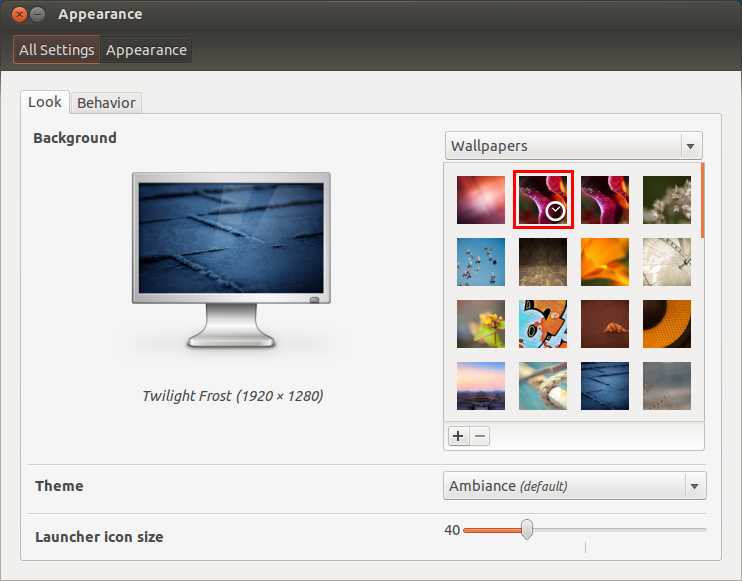 Appearance
All Settings Appearance
Look Behavior
Background
Wallpapers
Twilight Frost (1920 × 1280)
Theme
Ambiance (default)
Launcher icon size
40